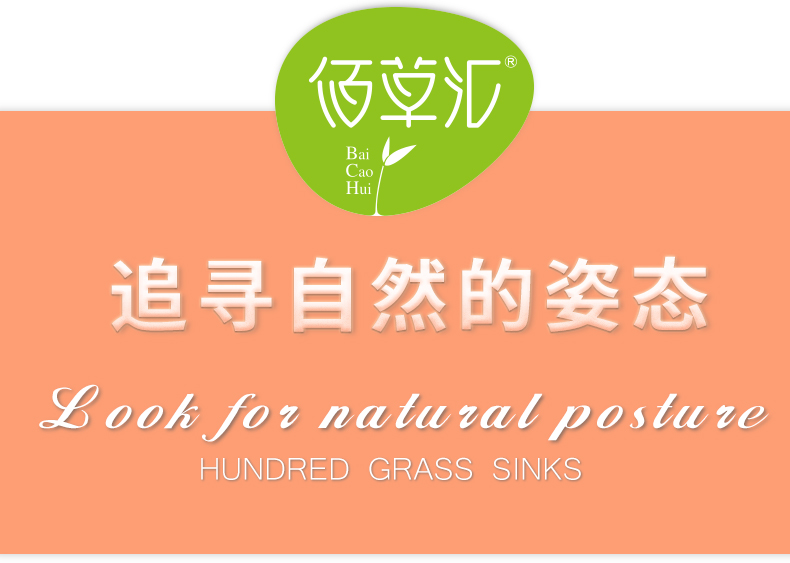 佰草汇®
Bai
Cao
Hui
追寻自然的姿态
Look for natural posture
HUNDRED GRASS SINKS